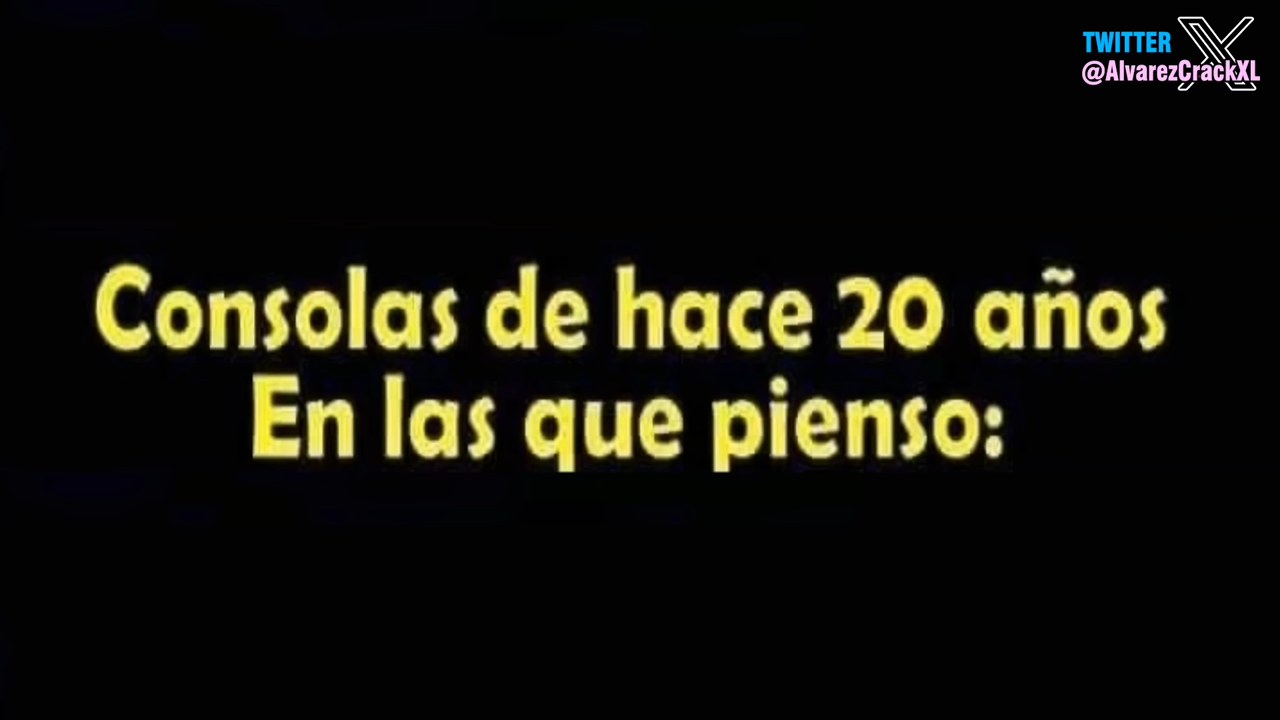 TWITTER
@AlvarezCrackXL
Consolas de hace 20 años
En las que pienso: